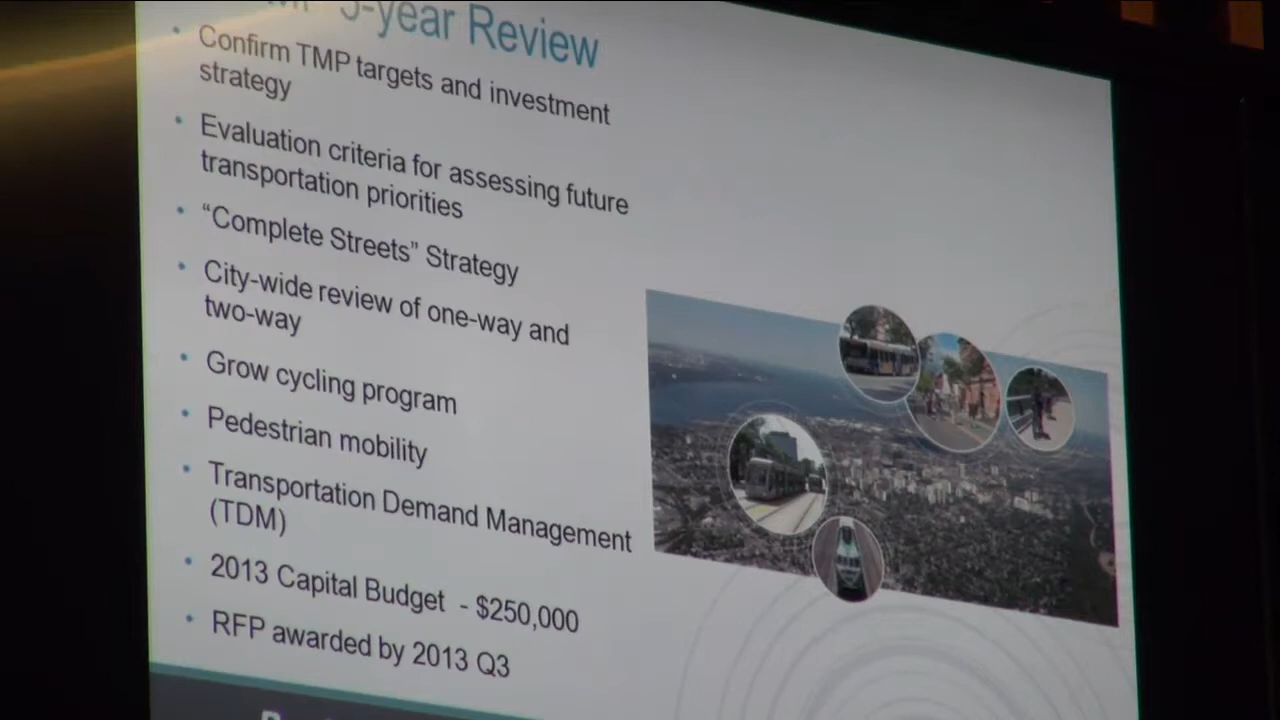 5-year Review
• Confirm TMP targets and investment
strategy
• Evaluation criteria for assessing future
transportation priorities
• “Complete Streets” Strategy
• City-wide review of one-way and
two-way
• Grow cycling program
• Pedestrian mobility
• Transportation Demand Management
(TDM)
• 2013 Capital Budget - $250,000
• RFP awarded by 2013 Q3